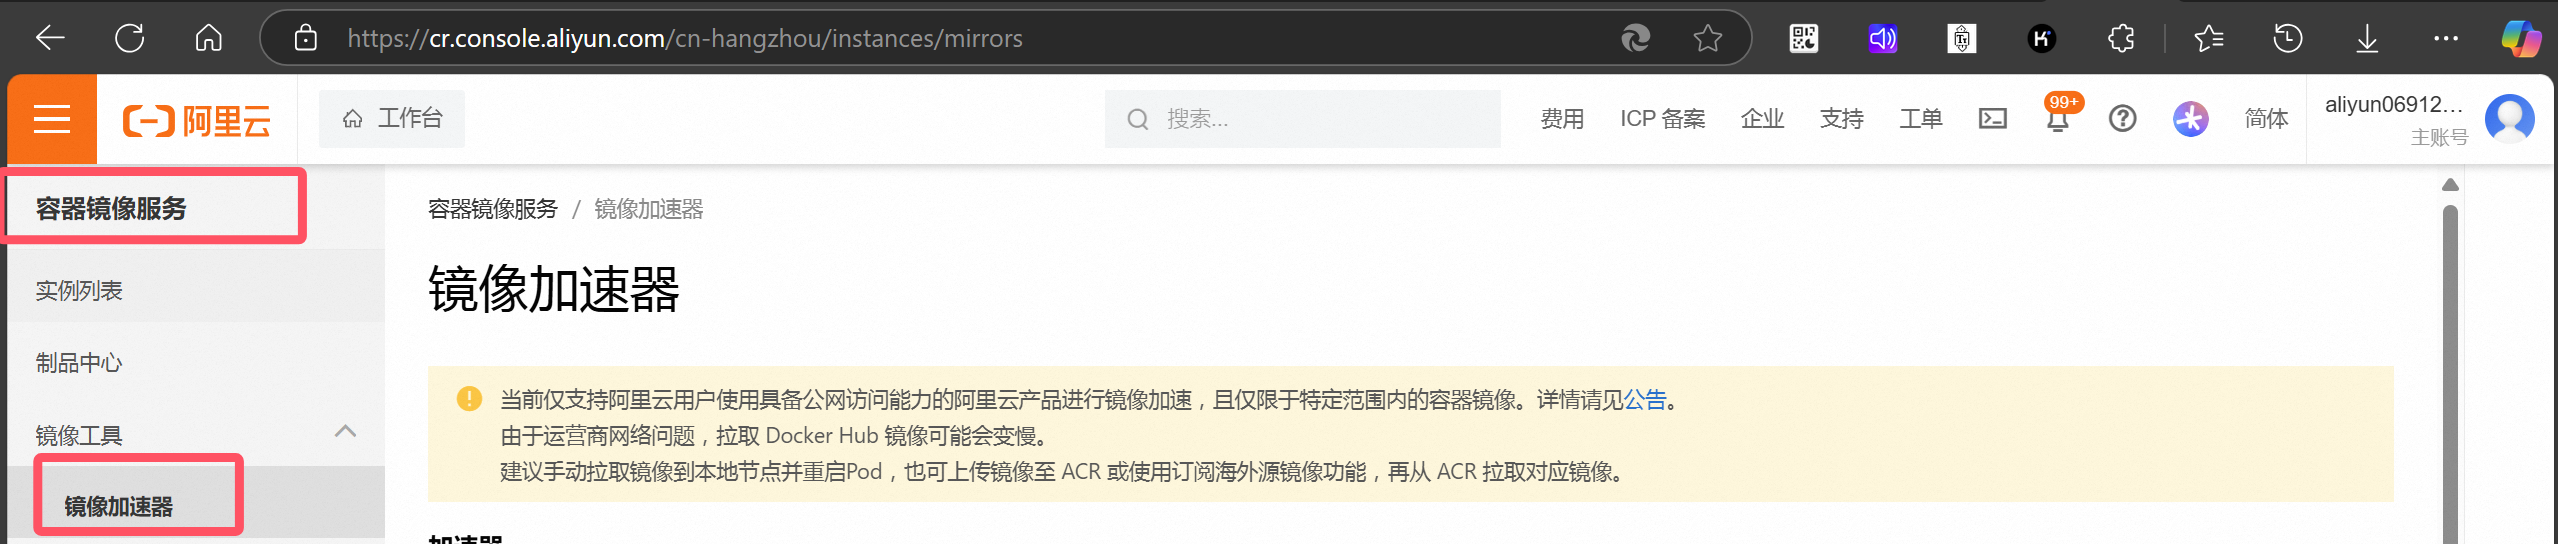 https://cr.console.aliyun.com/cn-hangzhou/instances/mirrors
阿里云
工作台
搜索...
费用
ICP 备案
企业
支持
工单
99+
简体
aliyun06912...
主账号
容器镜像服务
实例列表
制品中心
镜像工具
镜像加速器
容器镜像服务 / 镜像加速器
镜像加速器
当前仅支持阿里云用户使用具备公网访问能力的阿里云产品进行镜像加速，且仅限于特定范围内的容器镜像。详情请见公告。
由于运营商网络问题，拉取 Docker Hub 镜像可能会变慢。
建议手动拉取镜像到本地节点并重启Pod，也可上传镜像至 ACR 或使用订阅海外源镜像功能，再从 ACR 拉取对应镜像。
加速器